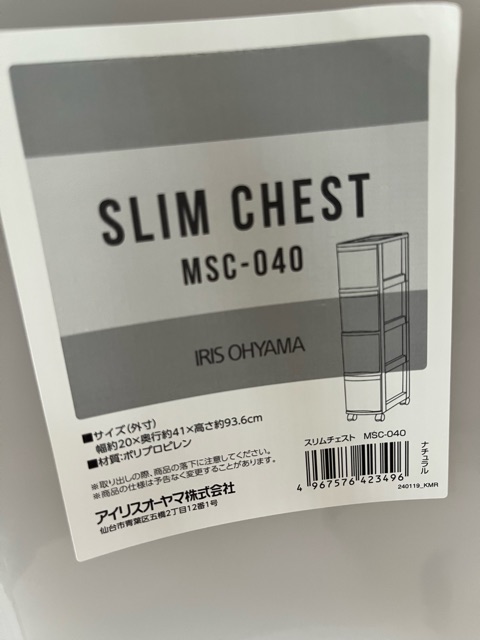 SLIM CHEST
MSC-040
IRIS OHYAMA
■サイズ（外寸）
幅約20×奥行約41×高さ約93.6cm
■材質：ポリプロピレン
※取り出しの際、商品の落下に注意してください。
※商品の仕様は予告なく変更することがあります。
アイリスオーヤマ株式会社
仙台市青葉区五橋2丁目12番1号
スリムチェスト MSC-040
ナチュラル
4 967576 423496
240119_KMR